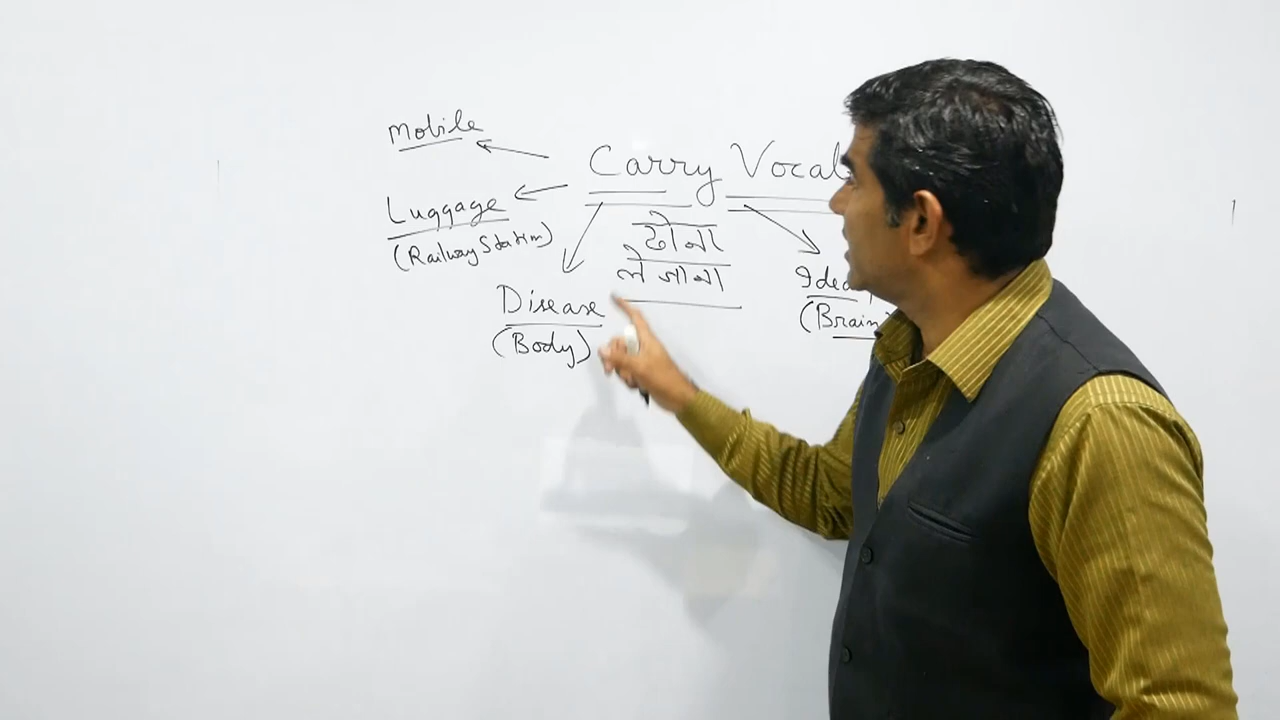 Mobile
Carry Vocab
Luggage
(Railway Station)
ढोना
ले जाना
Disease
(Body)
Idea
(Brain)